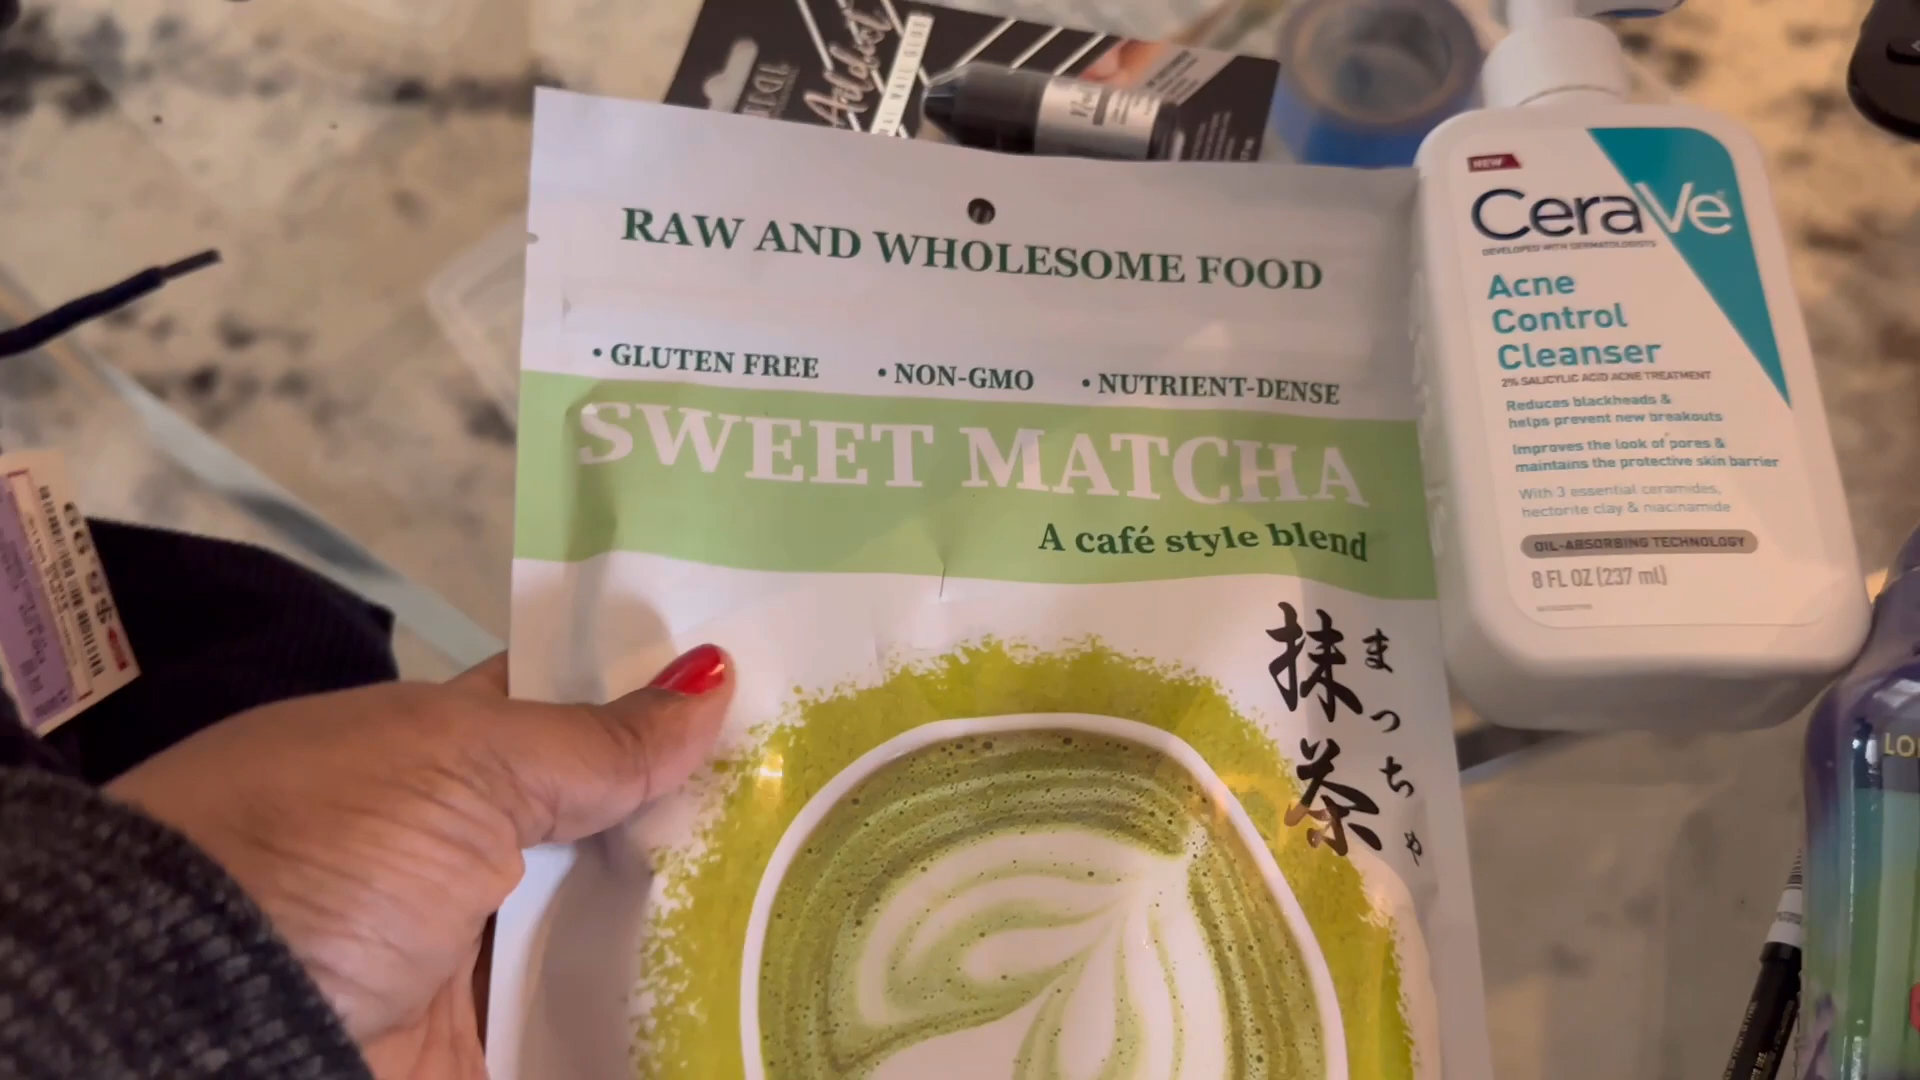 Addict
RAW AND WHOLESOME FOOD
• GLUTEN FREE • NON-GMO • NUTRIENT-DENSE
SWEET MATCHA
A café style blend
抹茶
まっちゃ
NEW
CeraVe
DEVELOPED WITH DERMATOLOGISTS
Acne
Control
Cleanser
2% SALICYLIC ACID ACNE TREATMENT
Reduces blackheads &
helps prevent new breakouts
Improves the look of pores &
maintains the protective skin barrier
With 3 essential ceramides,
hectorite clay & niacinamide
OIL-ABSORBING TECHNOLOGY
8 FL OZ (237 ml)